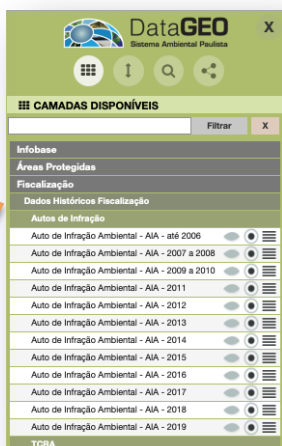 DataGEO X
Sistema Ambiental Paulista
CAMADAS DISPONÍVEIS
Filtrar X
Infobase
Áreas Protegidas
Fiscalização
Dados Históricos Fiscalização
Autos de Infração
Auto de Infração Ambiental - AIA - até 2006
Auto de Infração Ambiental - AIA - 2007 a 2008
Auto de Infração Ambiental - AIA - 2009 a 2010
Auto de Infração Ambiental - AIA - 2011
Auto de Infração Ambiental - AIA - 2012
Auto de Infração Ambiental - AIA - 2013
Auto de Infração Ambiental - AIA - 2014
Auto de Infração Ambiental - AIA - 2015
Auto de Infração Ambiental - AIA - 2016
Auto de Infração Ambiental - AIA - 2017
Auto de Infração Ambiental - AIA - 2018
Auto de Infração Ambiental - AIA - 2019
TCRA